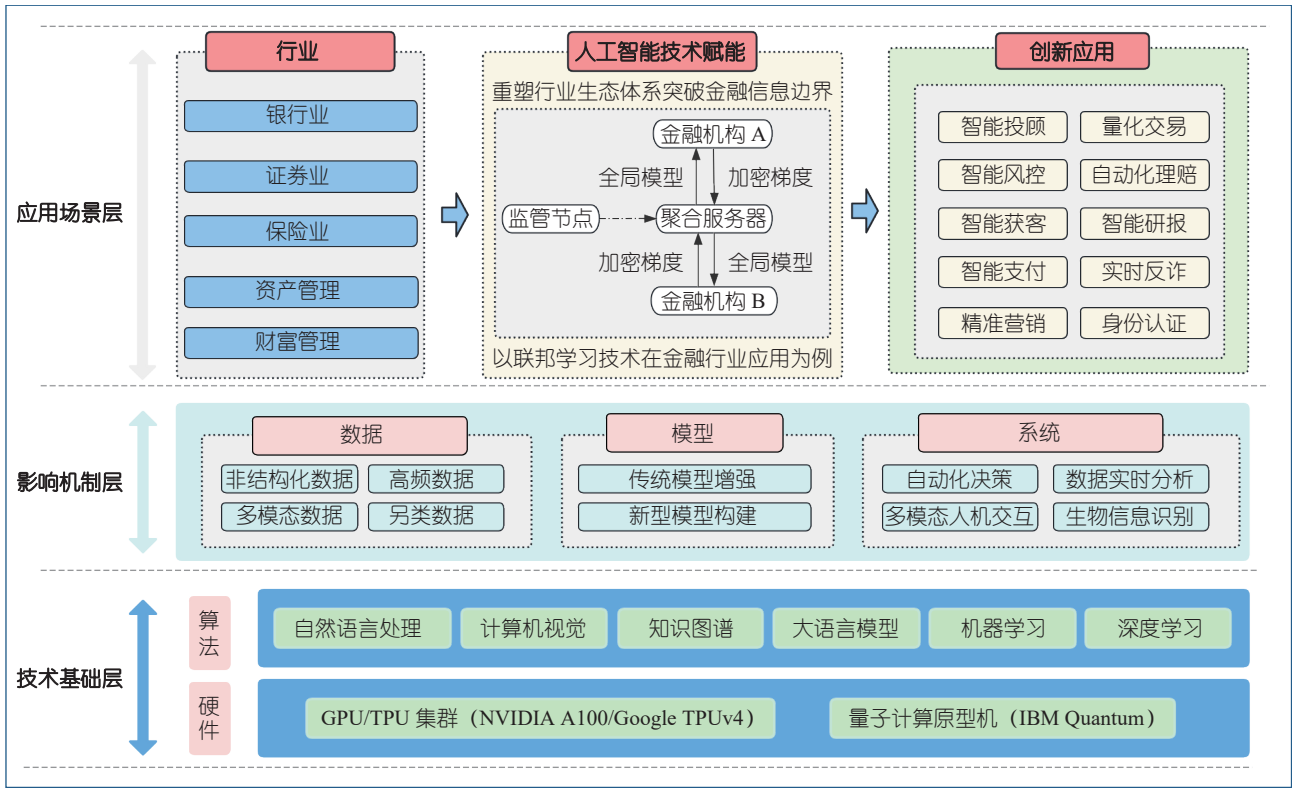 行业
人工智能技术赋能
创新应用
应用场景层
银行业
证券业
保险业
资产管理
财富管理
重塑行业生态体系突破金融信息边界
金融机构 A
全局模型
加密梯度
监管节点
聚合服务器
加密梯度
全局模型
金融机构 B
以联邦学习技术在金融行业应用为例
智能投顾
量化交易
智能风控
自动化理赔
智能获客
智能研报
智能支付
实时反诈
精准营销
身份认证
影响机制层
数据
非结构化数据
高频数据
多模态数据
另类数据
模型
传统模型增强
新型模型构建
系统
自动化决策
数据实时分析
多模态人机交互
生物信息识别
技术基础层
算
法
自然语言处理
计算机视觉
知识图谱
大语言模型
机器学习
深度学习
硬
件
GPU/TPU 集群（NVIDIA A100/Google TPUv4）
量子计算原型机（IBM Quantum）